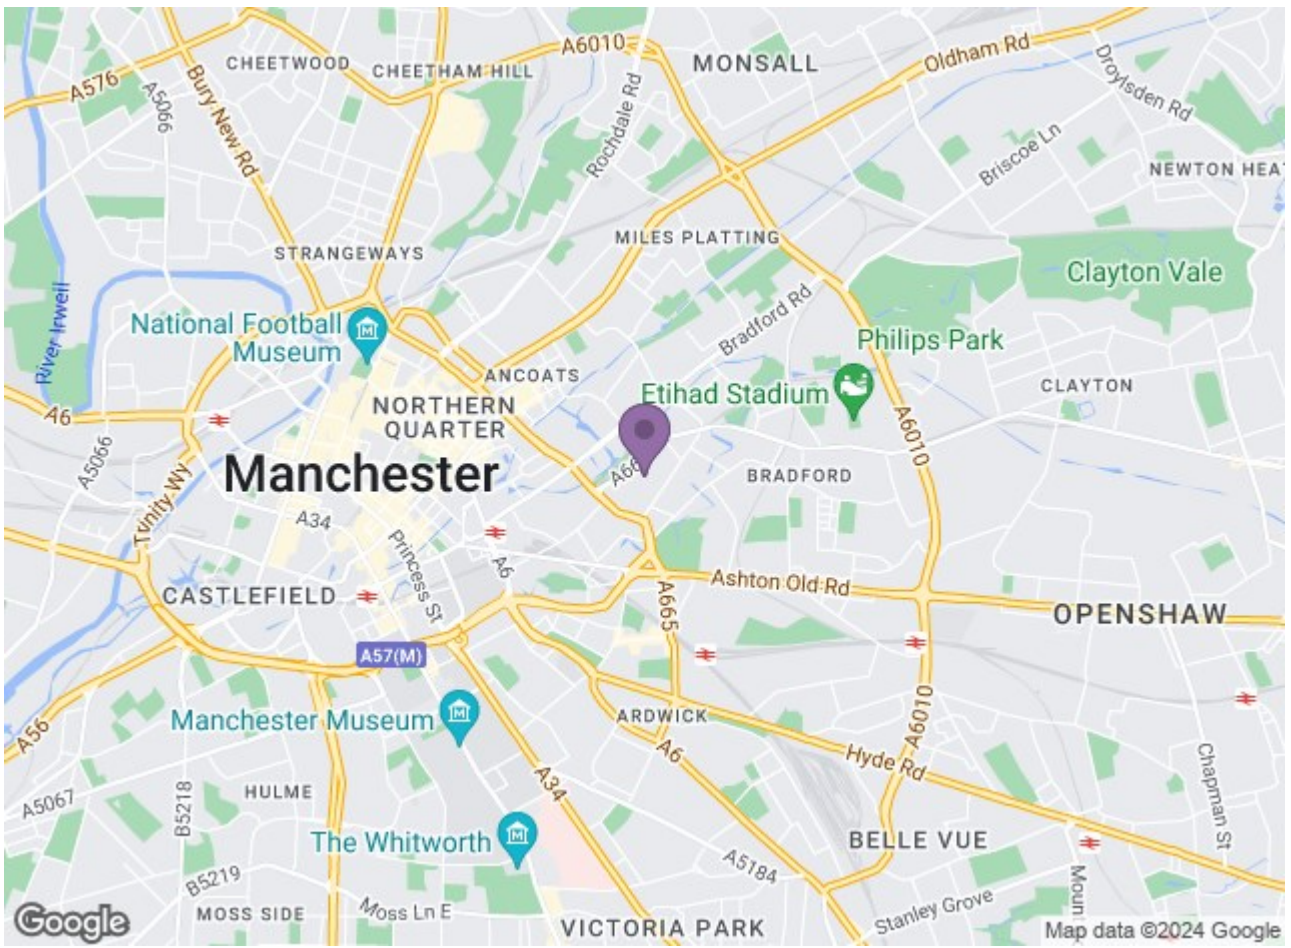 A576
A5066
CHEETWOOD
Bury New Rd
CHEETHAM HILL
A6010
Rochdale Rd
MONSALL
Oldham Rd
Droylsden Rd
Briscoe Ln
NEWTON HEA
STRANGEWAYS
MILES PLATTING
River Irwell
National Football
Museum
Bradford Rd
Clayton Vale
Philips Park
ANCOATS
Etihad Stadium
CLAYTON
A6
NORTHERN
QUARTER
A6010
A5066
Manchester
A66
BRADFORD
Trinity Wy
A34
Princess St
A6
CASTLEFIELD
A665
Ashton Old Rd
OPENSHAW
A57(M)
A56
Manchester Museum
ARDWICK
A6
A6010
Hyde Rd
Chapman St
A5067
B5218
HULME
A34
The Whitworth
BELLE VUE
A5184
B5219
MOSS SIDE
Moss Ln E
VICTORIA PARK
Stanley Grove
Moun
Google
Map data ©2024 Google